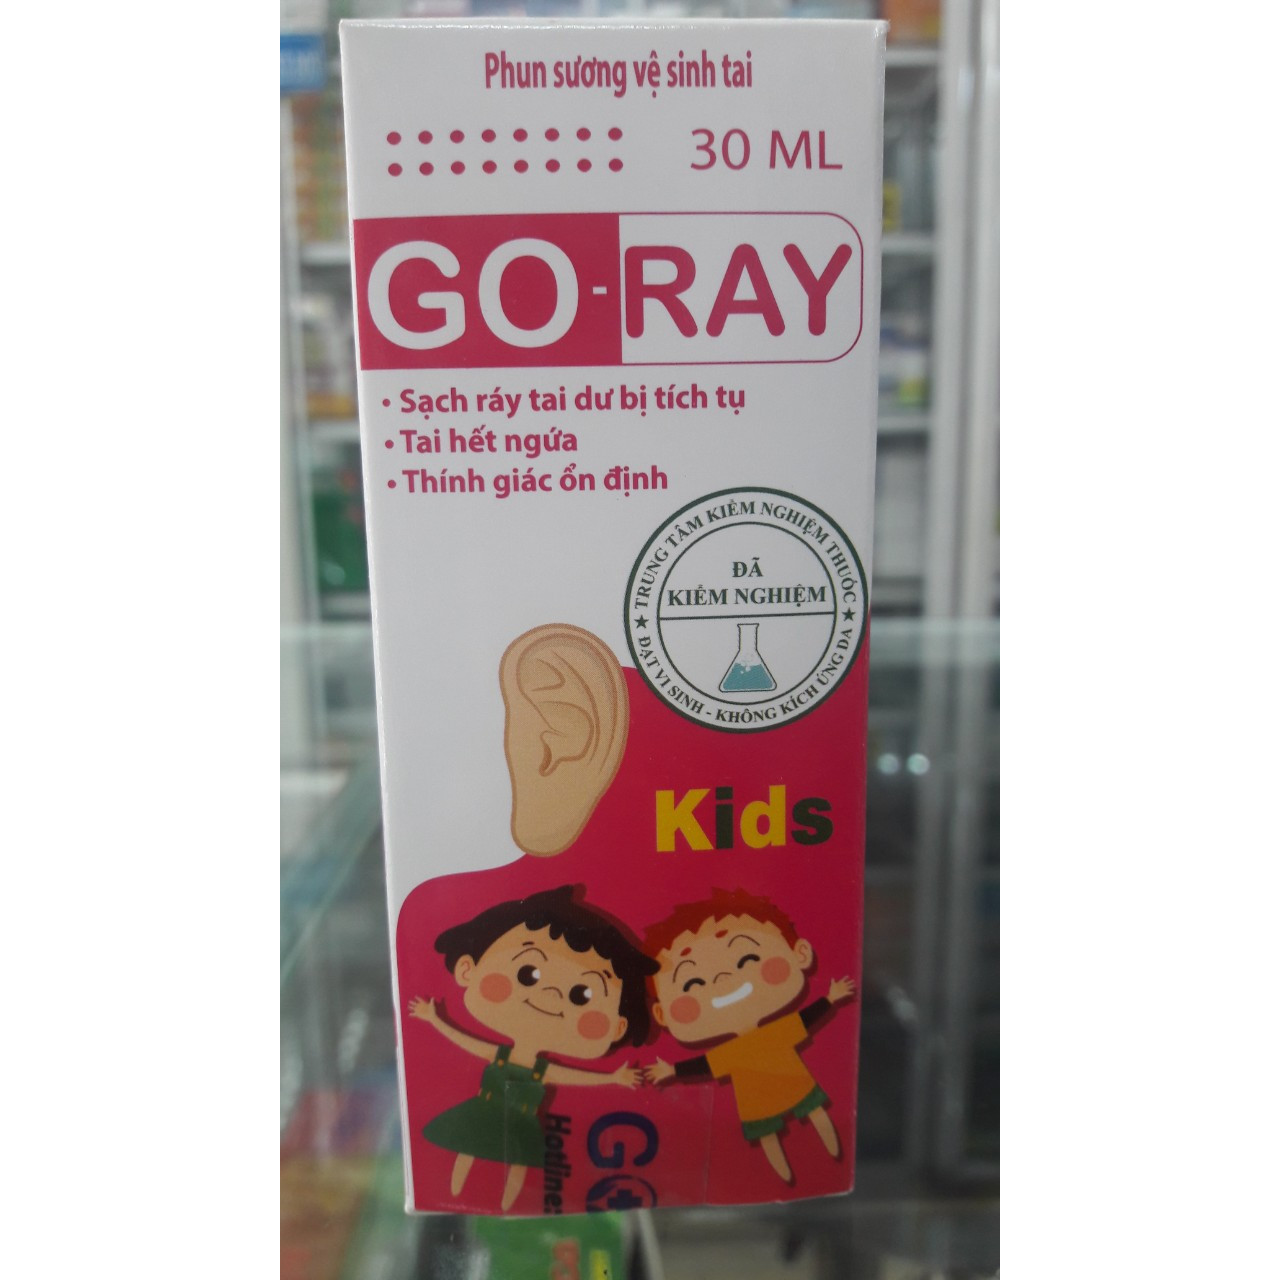 Phun sương vệ sinh tai
30 ML
GO-RAY
• Sạch ráy tai dư bị tích tụ
• Tai hết ngứa
• Thính giác ổn định
★ TRUNG TÂM KIỂM NGHIỆM THUỐC ★
ĐÃ
KIỂM NGHIỆM
ĐẠT VI SINH - KHÔNG KÍCH ỨNG DA
Kids
Hotline: